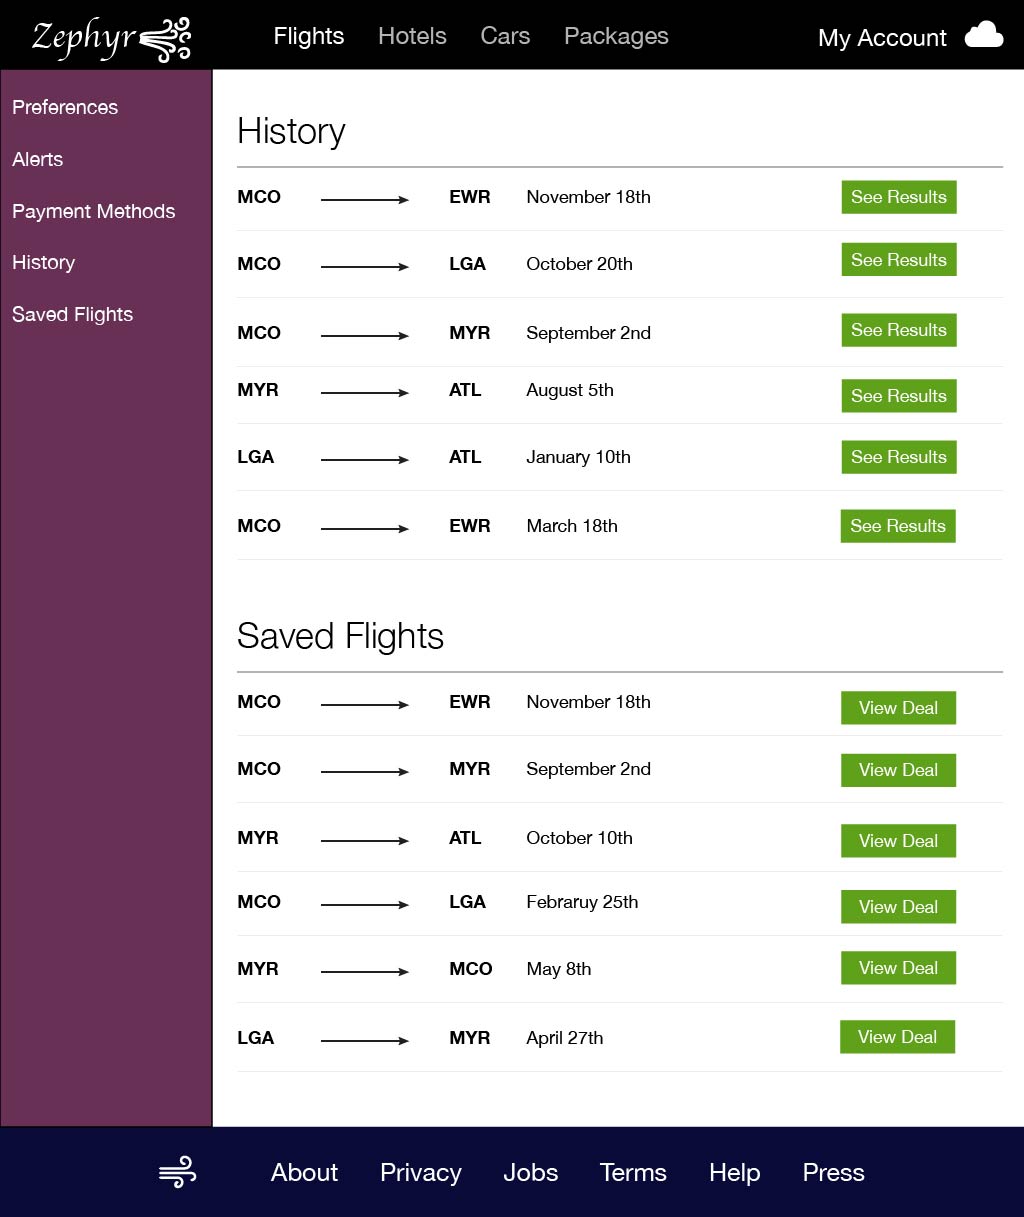 Zephyr Flights Hotels Cars Packages My Account
Preferences
Alerts
Payment Methods
History
Saved Flights
History
MCO EWR November 18th See Results
MCO LGA October 20th See Results
MCO MYR September 2nd See Results
MYR ATL August 5th See Results
LGA ATL January 10th See Results
MCO EWR March 18th See Results
Saved Flights
MCO EWR November 18th View Deal
MCO MYR September 2nd View Deal
MYR ATL October 10th View Deal
MCO LGA Febraruy 25th View Deal
MYR MCO May 8th View Deal
LGA MYR April 27th View Deal
About Privacy Jobs Terms Help Press